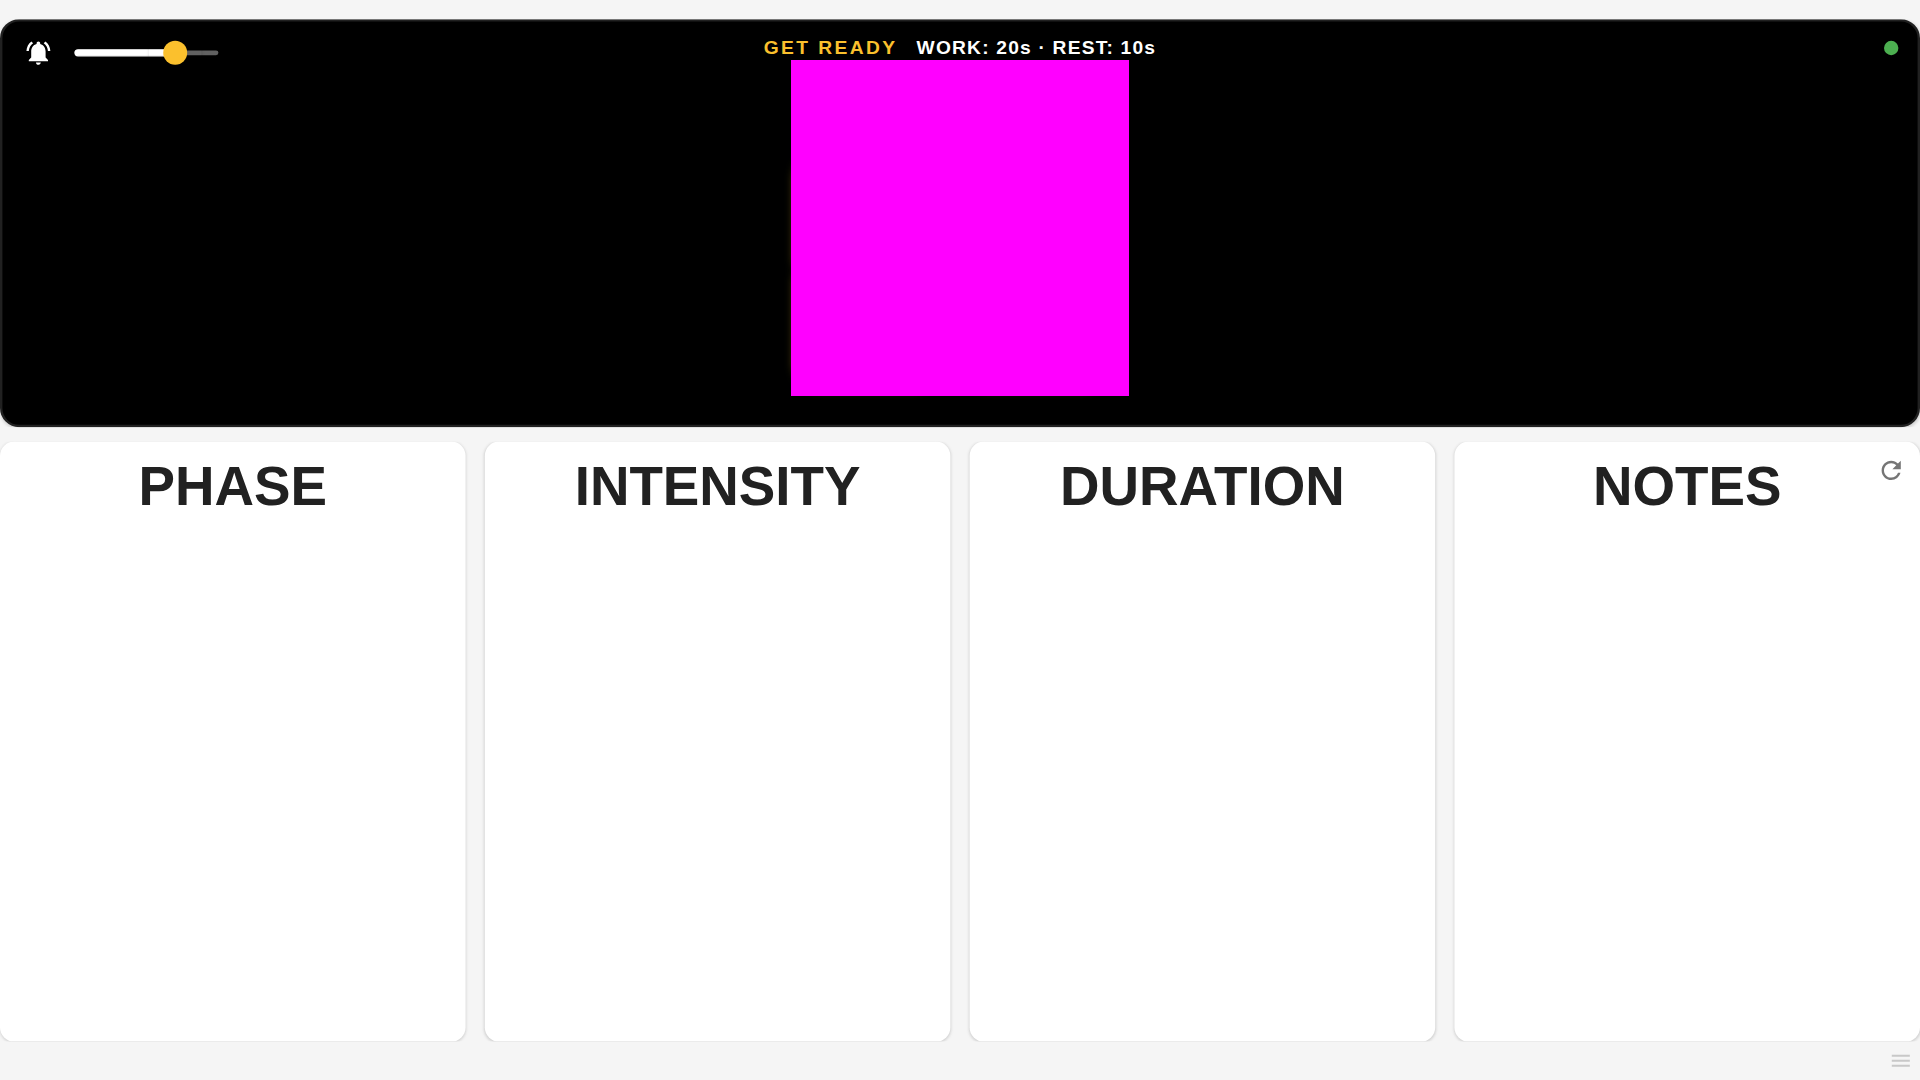 GET READY WORK: 20s · REST: 10s
PHASE
INTENSITY
DURATION
NOTES